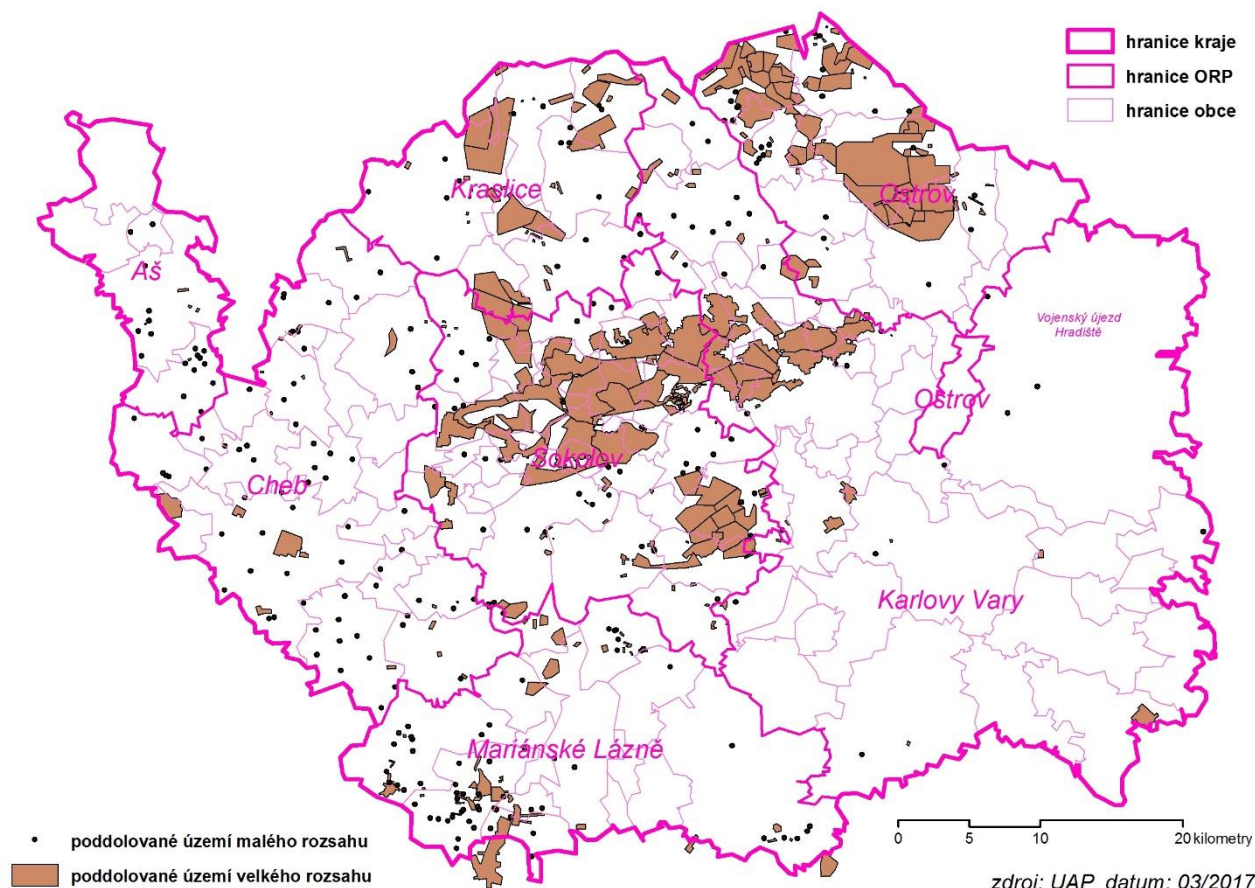 hranice kraje
hranice ORP
hranice obce
Kraslice
Ostrov
Aš
Vojenský újezd
Hradiště
Ostrov
Sokolov
Cheb
Karlovy Vary
Mariánské Lázně
0 5 10 20 kilometry
poddolované území malého rozsahu
poddolované území velkého rozsahu
zdroj: UAP, datum: 03/2017